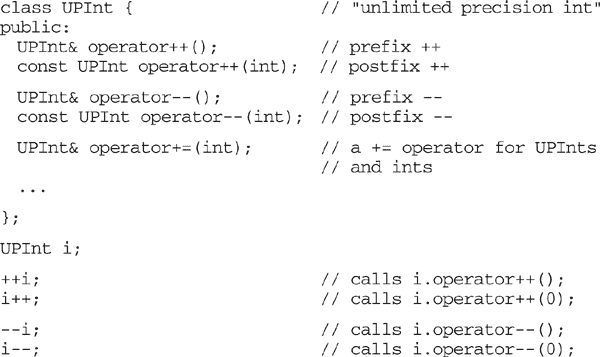 class UPInt {                    // "unlimited precision int"
public:
  UPInt& operator++();           // prefix ++
  const UPInt operator++(int);   // postfix ++
  UPInt& operator--();           // prefix --
  const UPInt operator--(int);   // postfix --
  UPInt& operator+=(int);        // a += operator for UPInts
                                 // and ints
  ...
};
UPInt i;
++i;                             // calls i.operator++();
i++;                             // calls i.operator++(0);
--i;                             // calls i.operator--();
i--;                             // calls i.operator--(0);